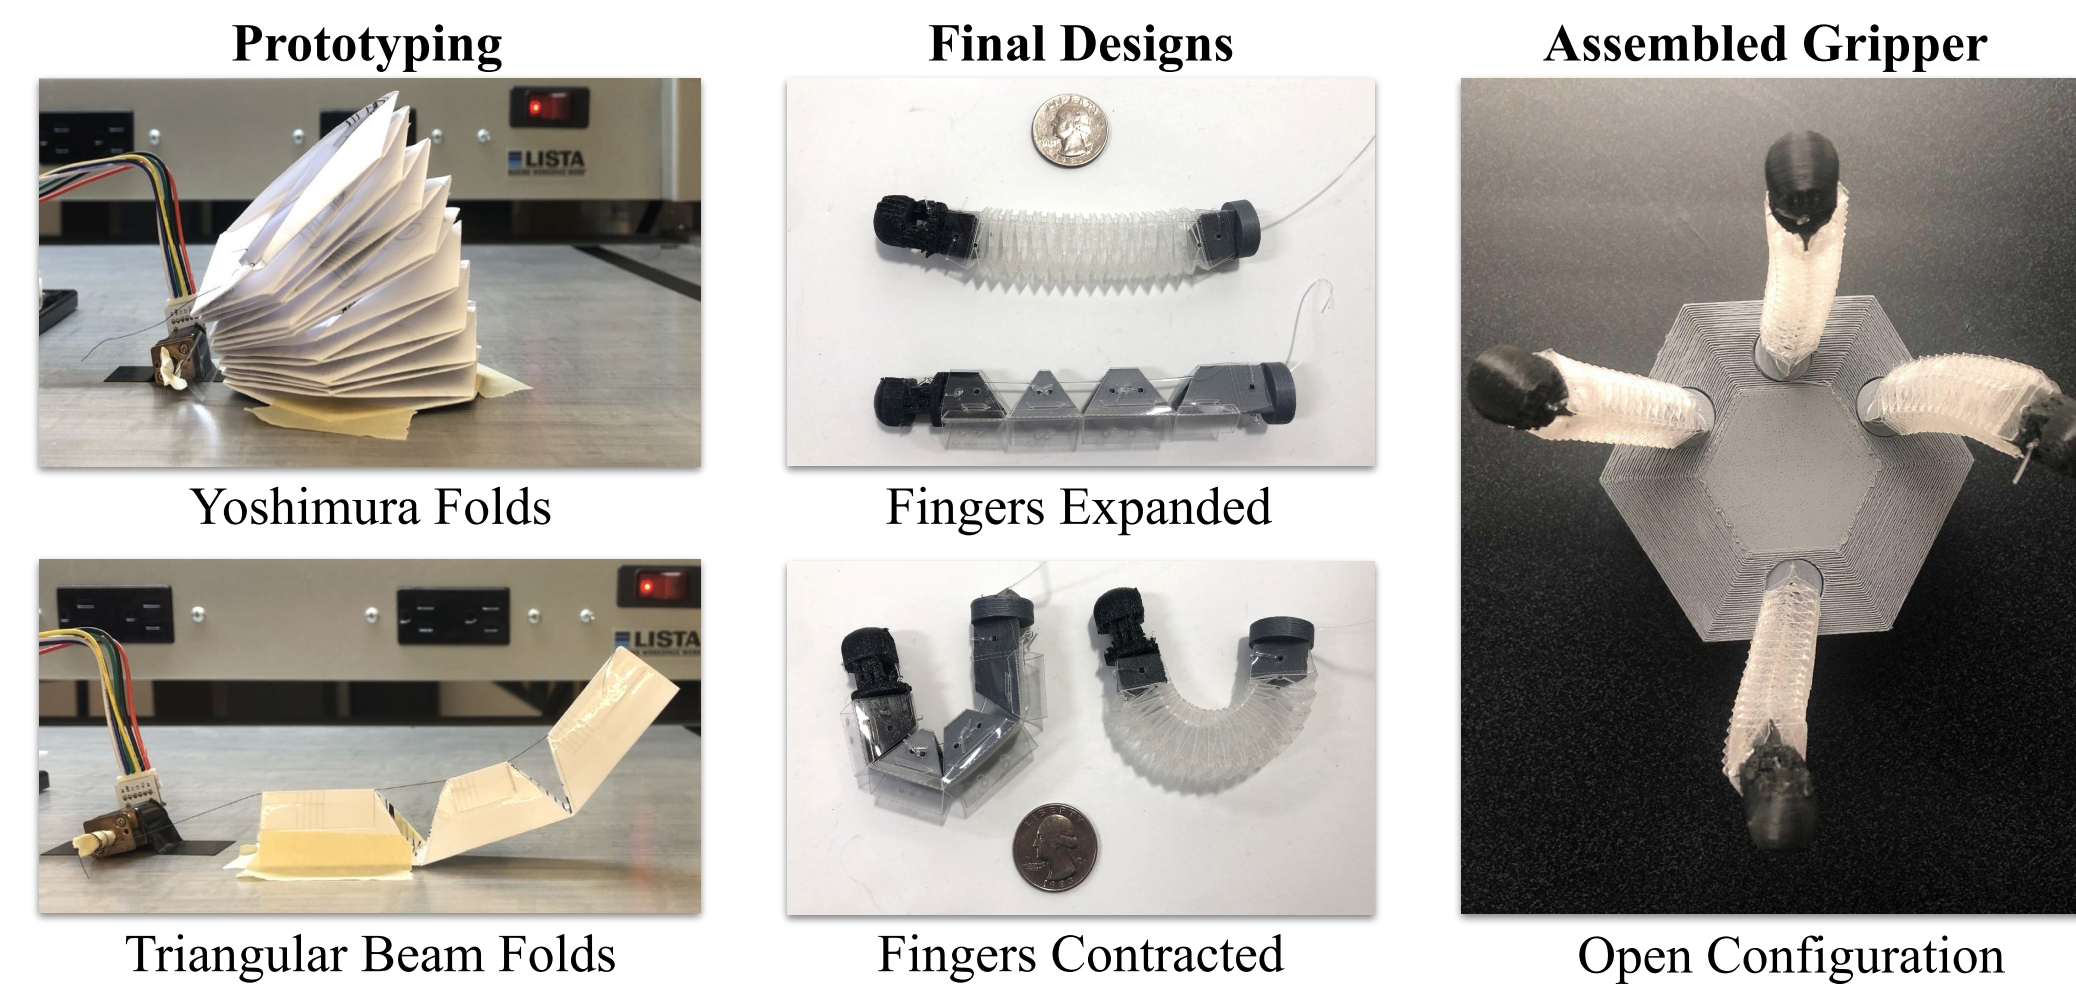 Prototyping
Final Designs
Assembled Gripper
LISTA
Yoshimura Folds
Fingers Expanded
LISTA
Triangular Beam Folds
Fingers Contracted
Open Configuration